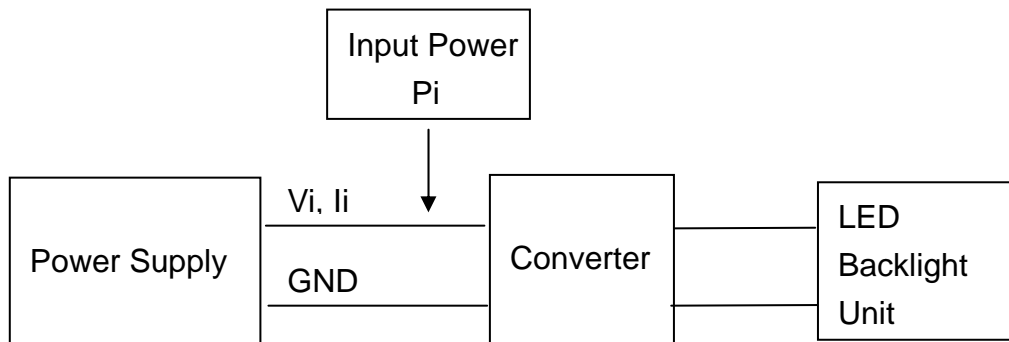 Input Power
Pi
Vi, Ii
GND
Power Supply
Converter
LED
Backlight
Unit